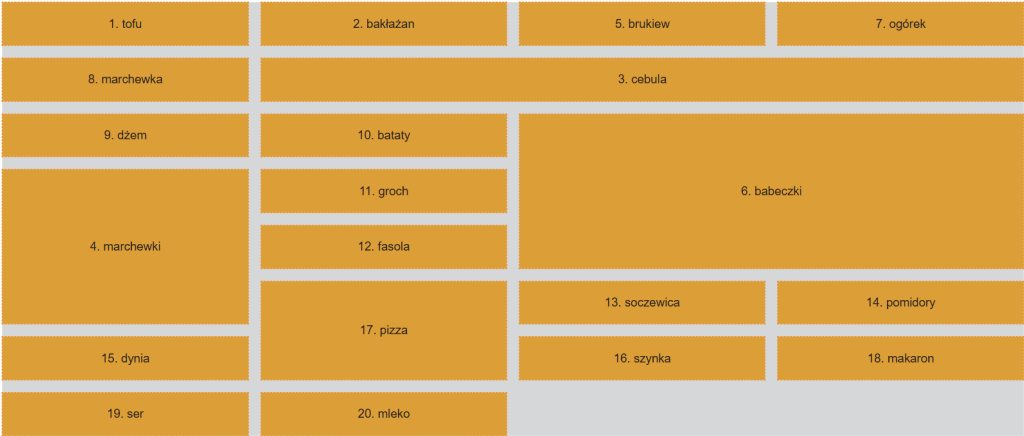 1. tofu
2. bakłażan
5. brukiew
7. ogórek
8. marchewka
3. cebula
9. dżem
10. bataty
6. babeczki
4. marchewki
11. groch
12. fasola
17. pizza
13. soczewica
14. pomidory
15. dynia
16. szynka
18. makaron
19. ser
20. mleko